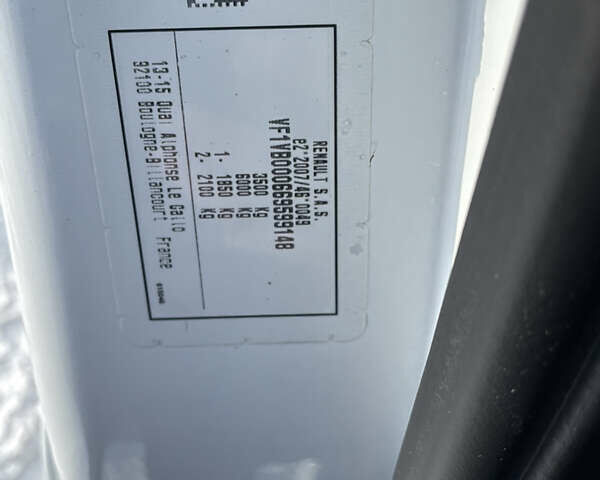 RENAULT S.A.S.
e2*2007/46*0049
VF1VB000669599148
3500 Kg
6000 Kg
1- 1850 Kg
2- 2100 Kg
13-15 Quai Alphonse Le Gallo
92100 Boulogne-Billancourt France